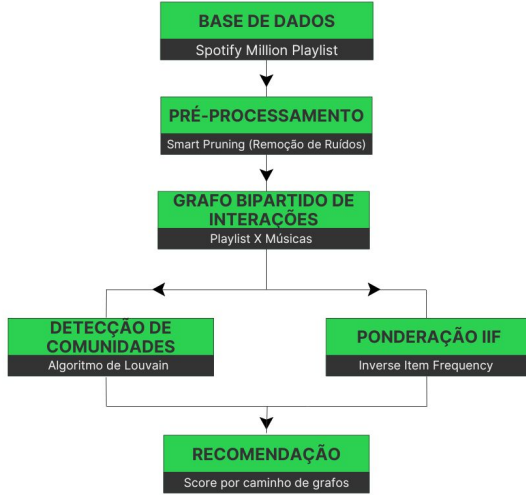 BASE DE DADOS
Spotify Million Playlist
PRÉ-PROCESSAMENTO
Smart Pruning (Remoção de Ruídos)
GRAFO BIPARTIDO DE
INTERAÇÕES
Playlist X Músicas
DETECÇÃO DE
COMUNIDADES
Algoritmo de Louvain
PONDERAÇÃO IIF
Inverse Item Frequency
RECOMENDAÇÃO
Score por caminho de grafos